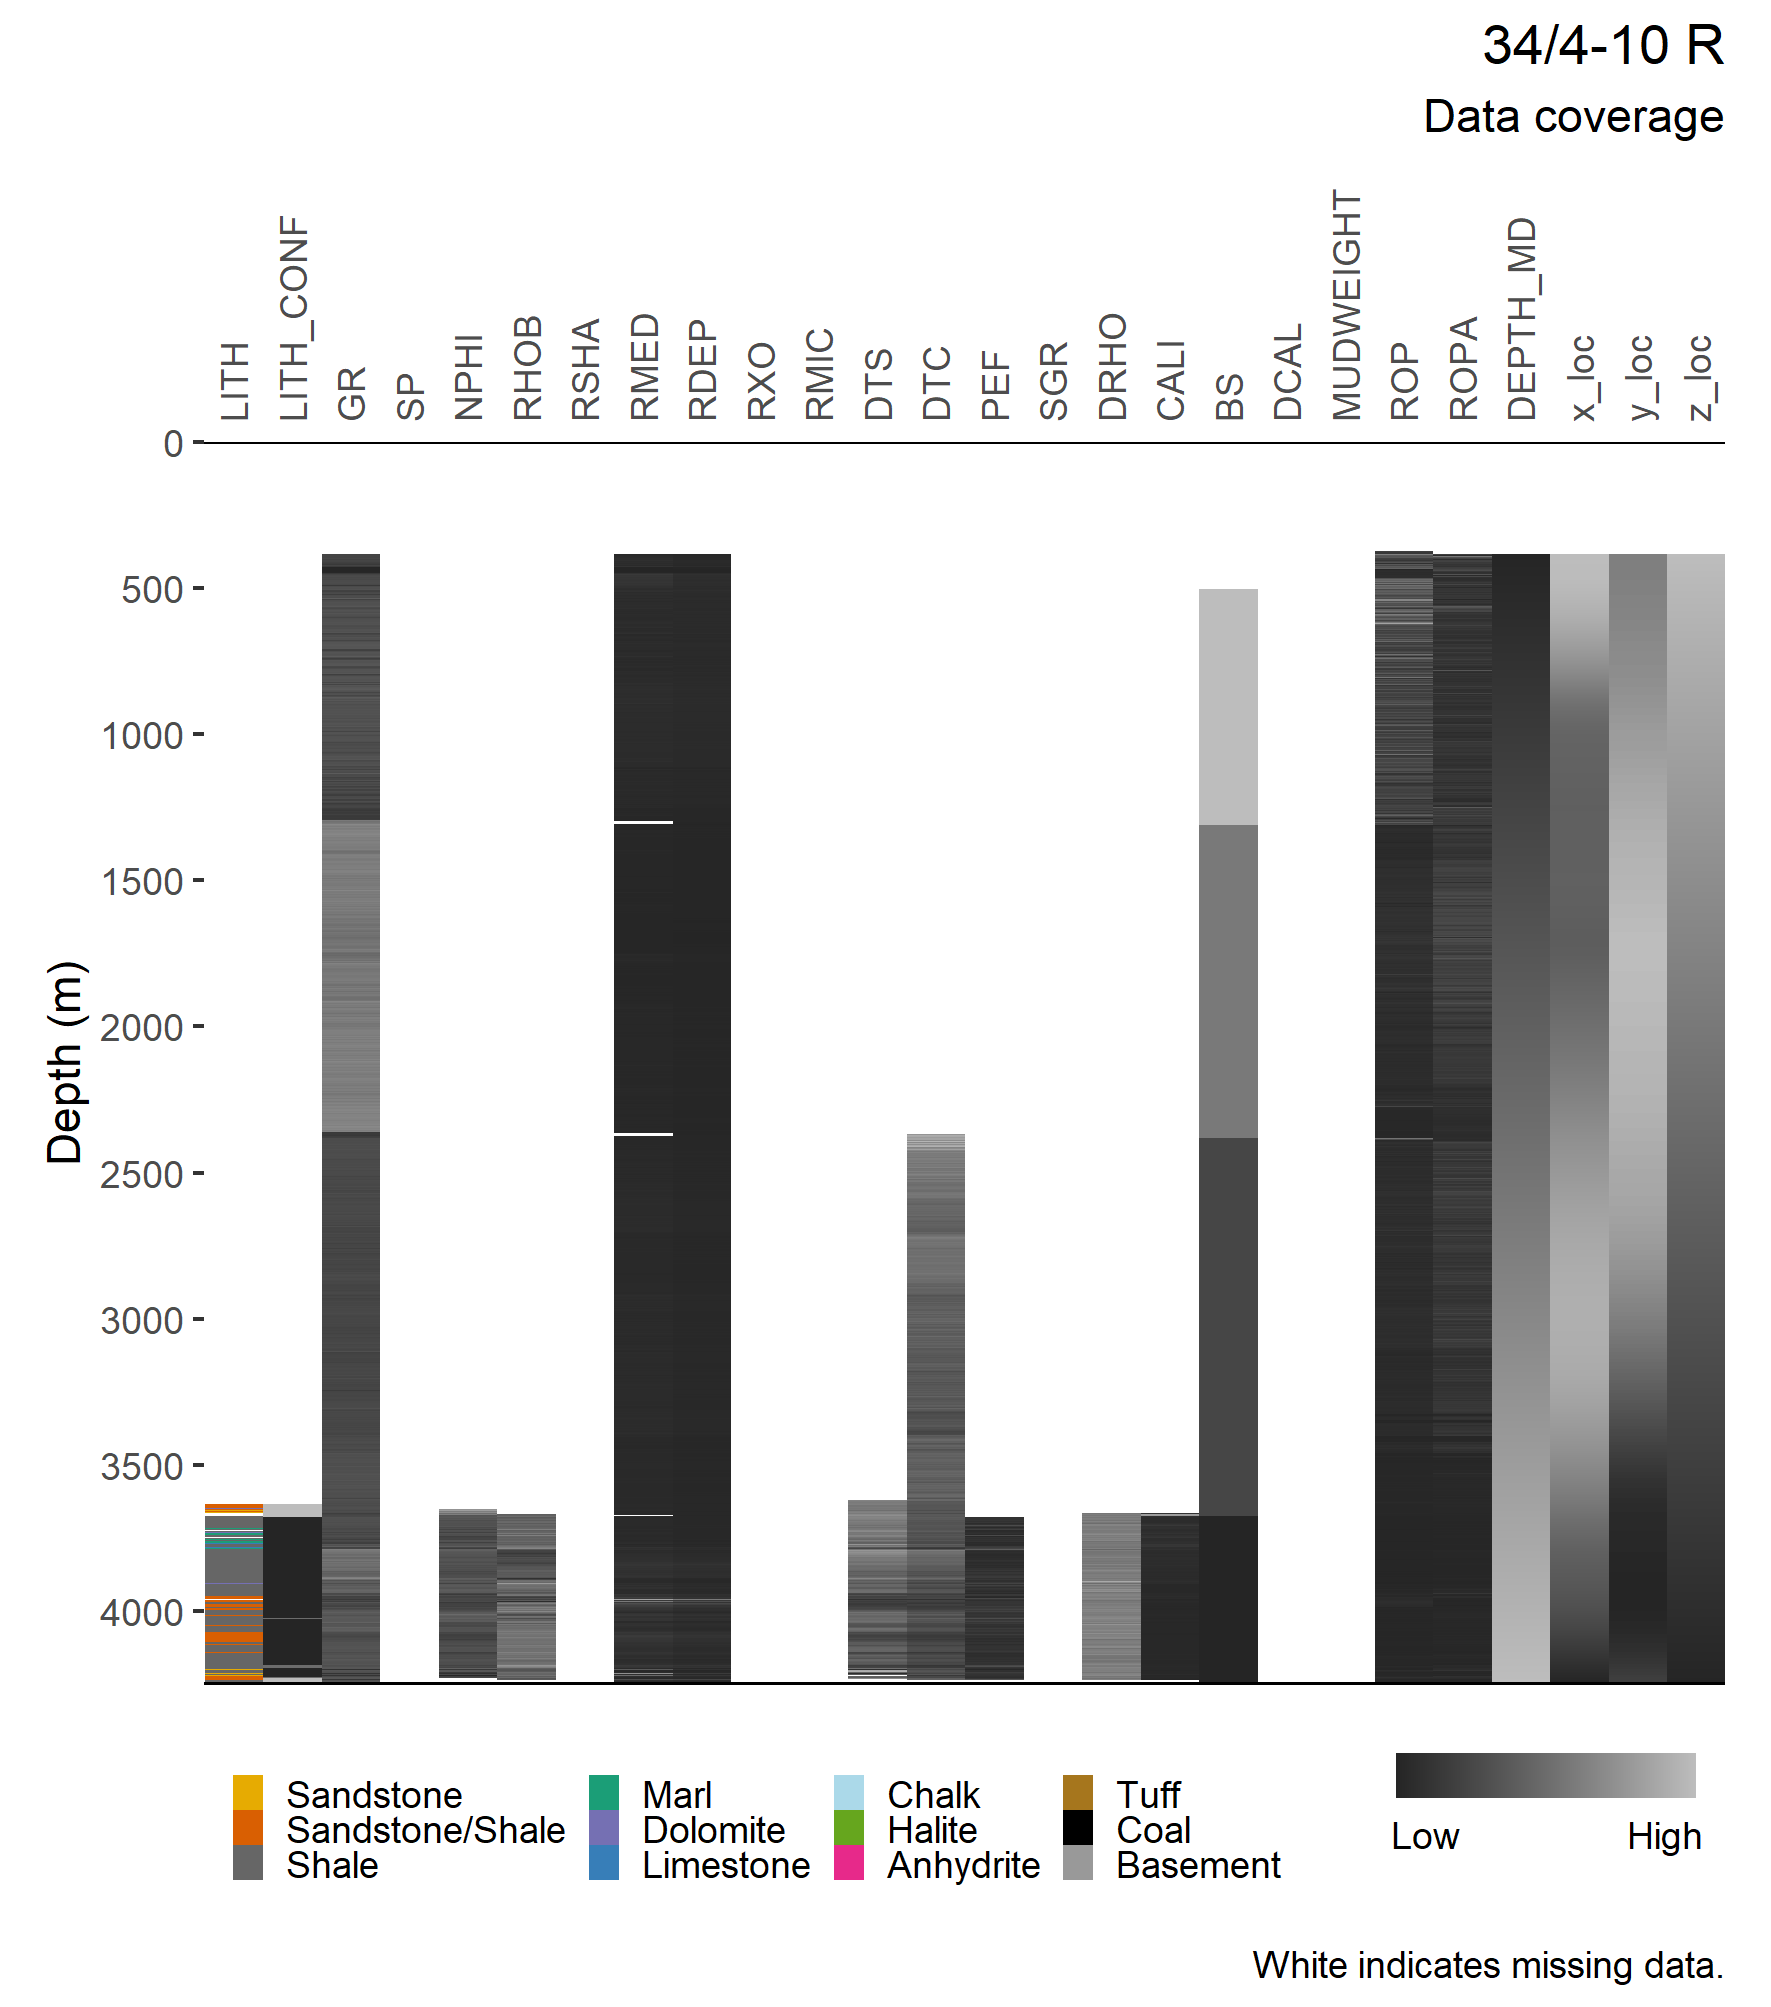 34/4-10 R
Data coverage
LITH
LITH_CONF
GR
SP
NPHI
RHOB
RSHA
RMED
RDEP
RXO
RMIC
DTS
DTC
PEF
SGR
DRHO
CALI
BS
DCAL
MUDWEIGHT
ROP
ROPA
DEPTH_MD
x_loc
y_loc
z_loc
0
500
1000
1500
2000
2500
3000
3500
4000
Depth (m)
Sandstone
Sandstone/Shale
Shale
Marl
Dolomite
Limestone
Chalk
Halite
Anhydrite
Tuff
Coal
Basement
Low High
White indicates missing data.